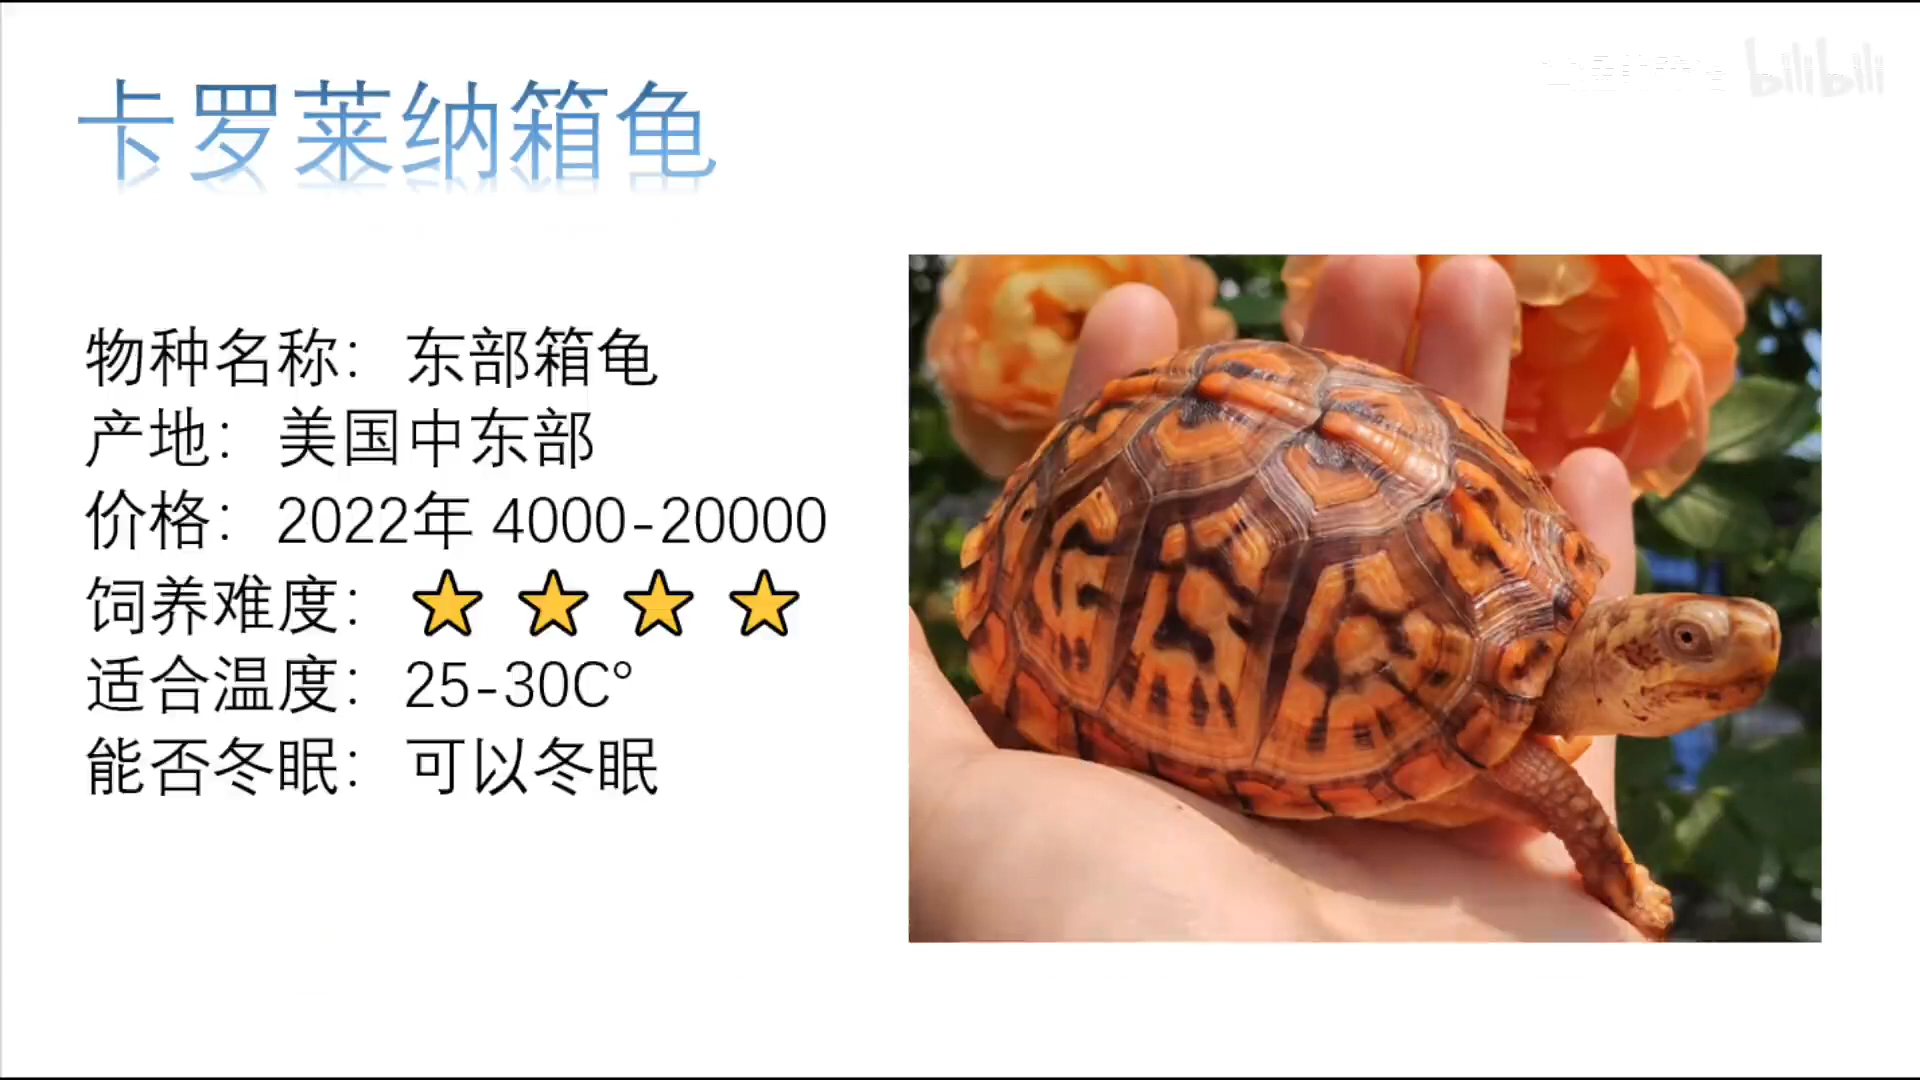 bilibili
卡罗莱纳箱龟
物种名称：东部箱龟
产地：美国中东部
价格：2022年 4000-20000
饲养难度：⭐ ⭐ ⭐ ⭐
适合温度：25-30C°
能否冬眠：可以冬眠